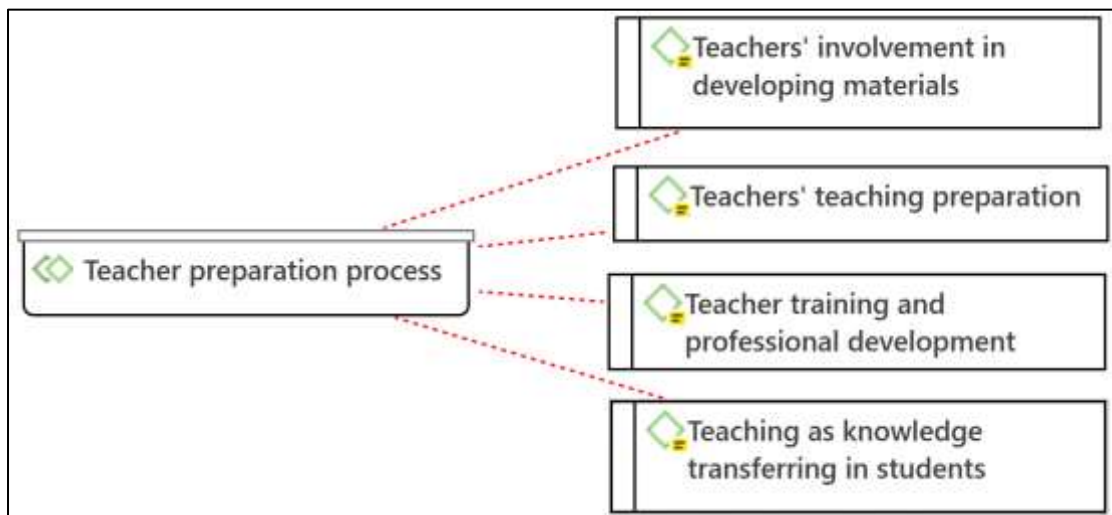 Teachers' involvement in
developing materials
Teachers' teaching preparation
Teacher preparation process
Teacher training and
professional development
Teaching as knowledge
transferring in students